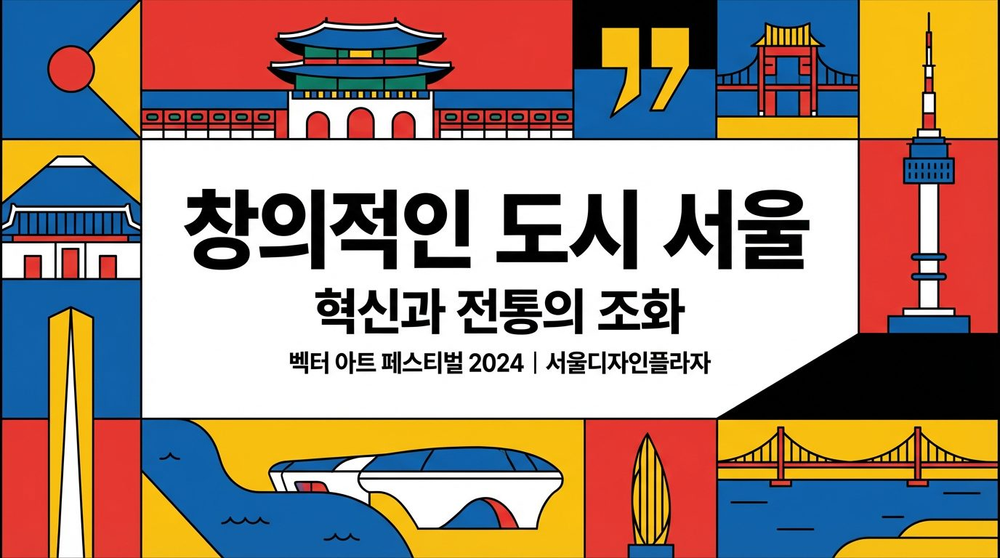 창의적인 도시 서울
혁신과 전통의 조화
벡터 아트 페스티벌 2024 | 서울디자인플라자